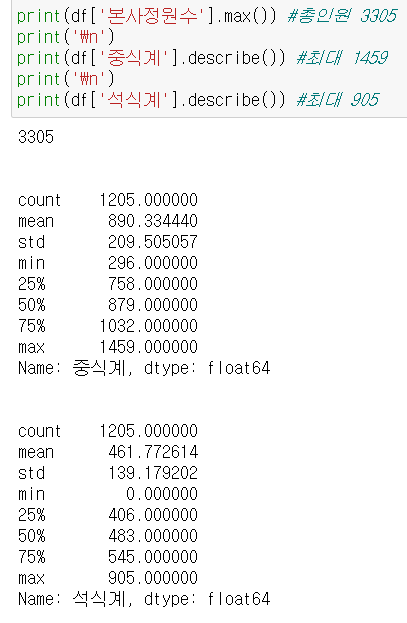 print(df['본사정원수'].max()) #총인원 3305
print('₩n')
print(df['중식계'].describe()) #최대 1459
print('₩n')
print(df['석식계'].describe()) #최대 905
3305
count 1205.000000
mean 890.334440
std 209.505057
min 296.000000
25% 758.000000
50% 879.000000
75% 1032.000000
max 1459.000000
Name: 중식계, dtype: float64
count 1205.000000
mean 461.772614
std 139.179202
min 0.000000
25% 406.000000
50% 483.000000
75% 545.000000
max 905.000000
Name: 석식계, dtype: float64